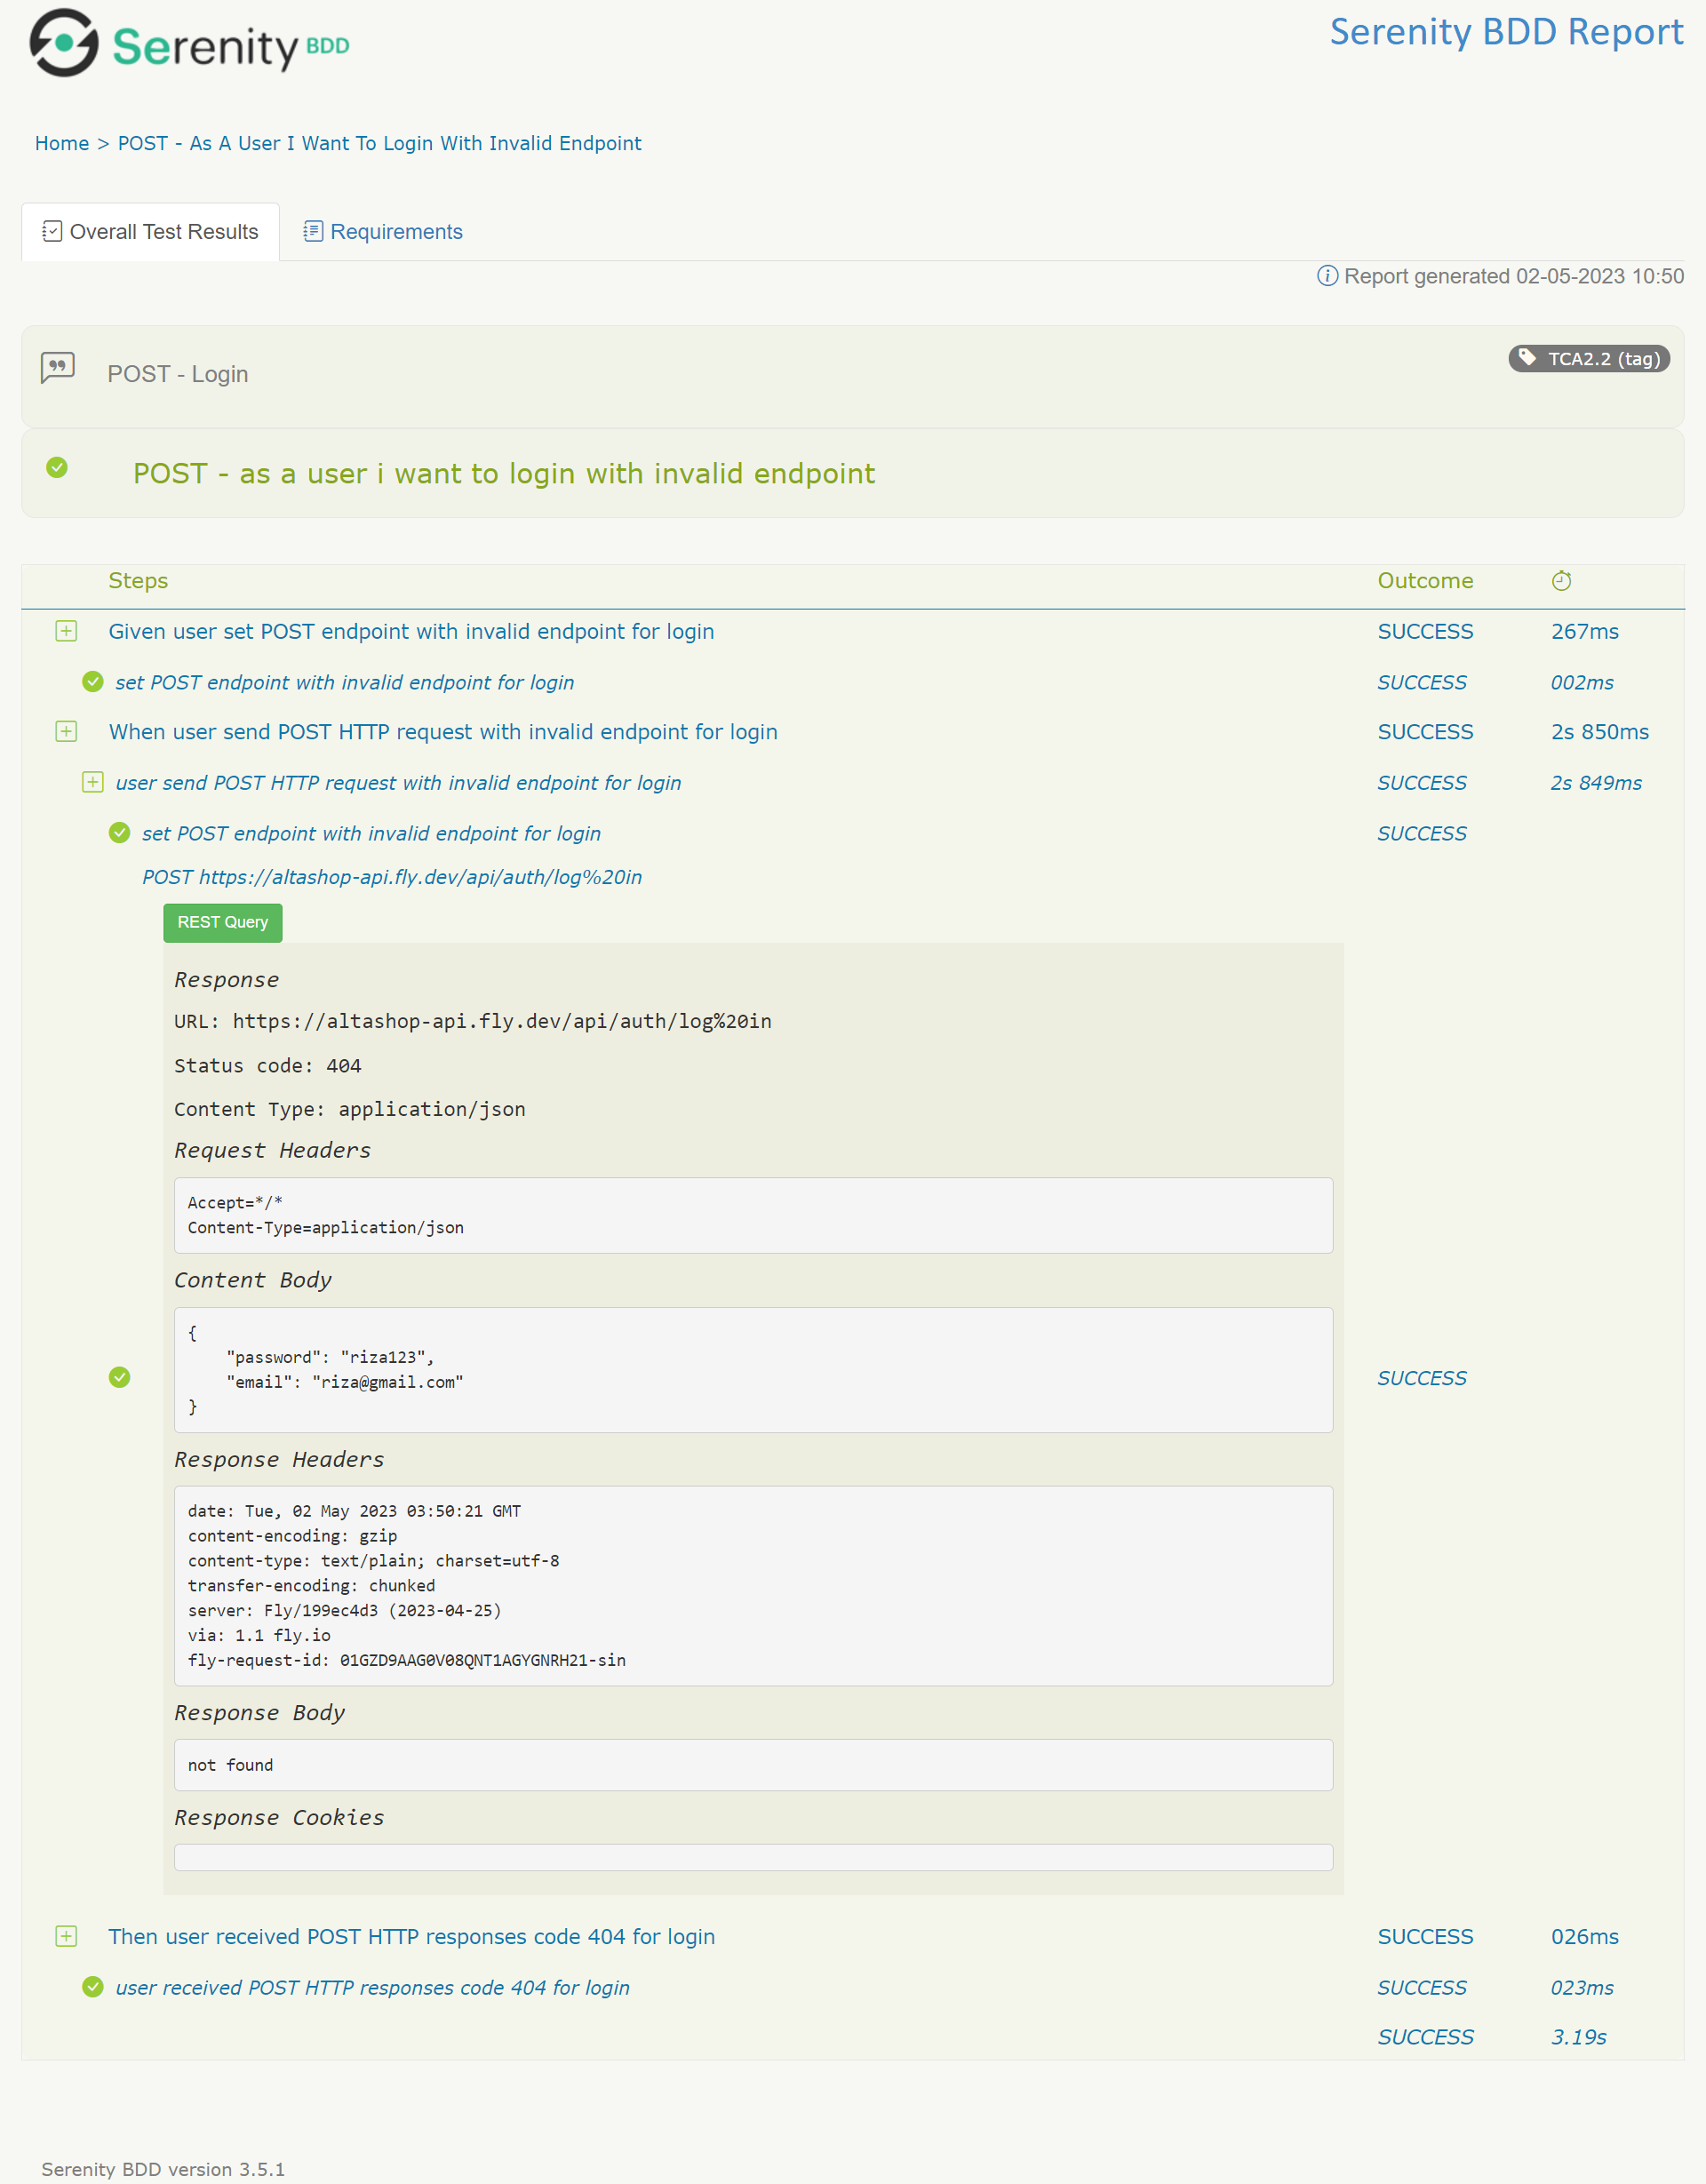 Serenity BDD
Serenity BDD Report
Home > POST - As A User I Want To Login With Invalid Endpoint
Overall Test Results
Requirements
Report generated 02-05-2023 10:50
POST - Login
TCA2.2 (tag)
POST - as a user i want to login with invalid endpoint
Steps Outcome
Given user set POST endpoint with invalid endpoint for login SUCCESS 267ms
set POST endpoint with invalid endpoint for login SUCCESS 002ms
When user send POST HTTP request with invalid endpoint for login SUCCESS 2s 850ms
user send POST HTTP request with invalid endpoint for login SUCCESS 2s 849ms
set POST endpoint with invalid endpoint for login SUCCESS
POST https://altashop-api.fly.dev/api/auth/log%20in
REST Query
Response
URL: https://altashop-api.fly.dev/api/auth/log%20in
Status code: 404
Content Type: application/json
Request Headers
Accept=*/*
Content-Type=application/json
Content Body
{
    "password": "riza123",
    "email": "riza@gmail.com"
}
SUCCESS
Response Headers
date: Tue, 02 May 2023 03:50:21 GMT
content-encoding: gzip
content-type: text/plain; charset=utf-8
transfer-encoding: chunked
server: Fly/199ec4d3 (2023-04-25)
via: 1.1 fly.io
fly-request-id: 01GZD9AAG0V08QNT1AGYGNRH21-sin
Response Body
not found
Response Cookies
Then user received POST HTTP responses code 404 for login SUCCESS 026ms
user received POST HTTP responses code 404 for login SUCCESS 023ms
SUCCESS 3.19s
Serenity BDD version 3.5.1